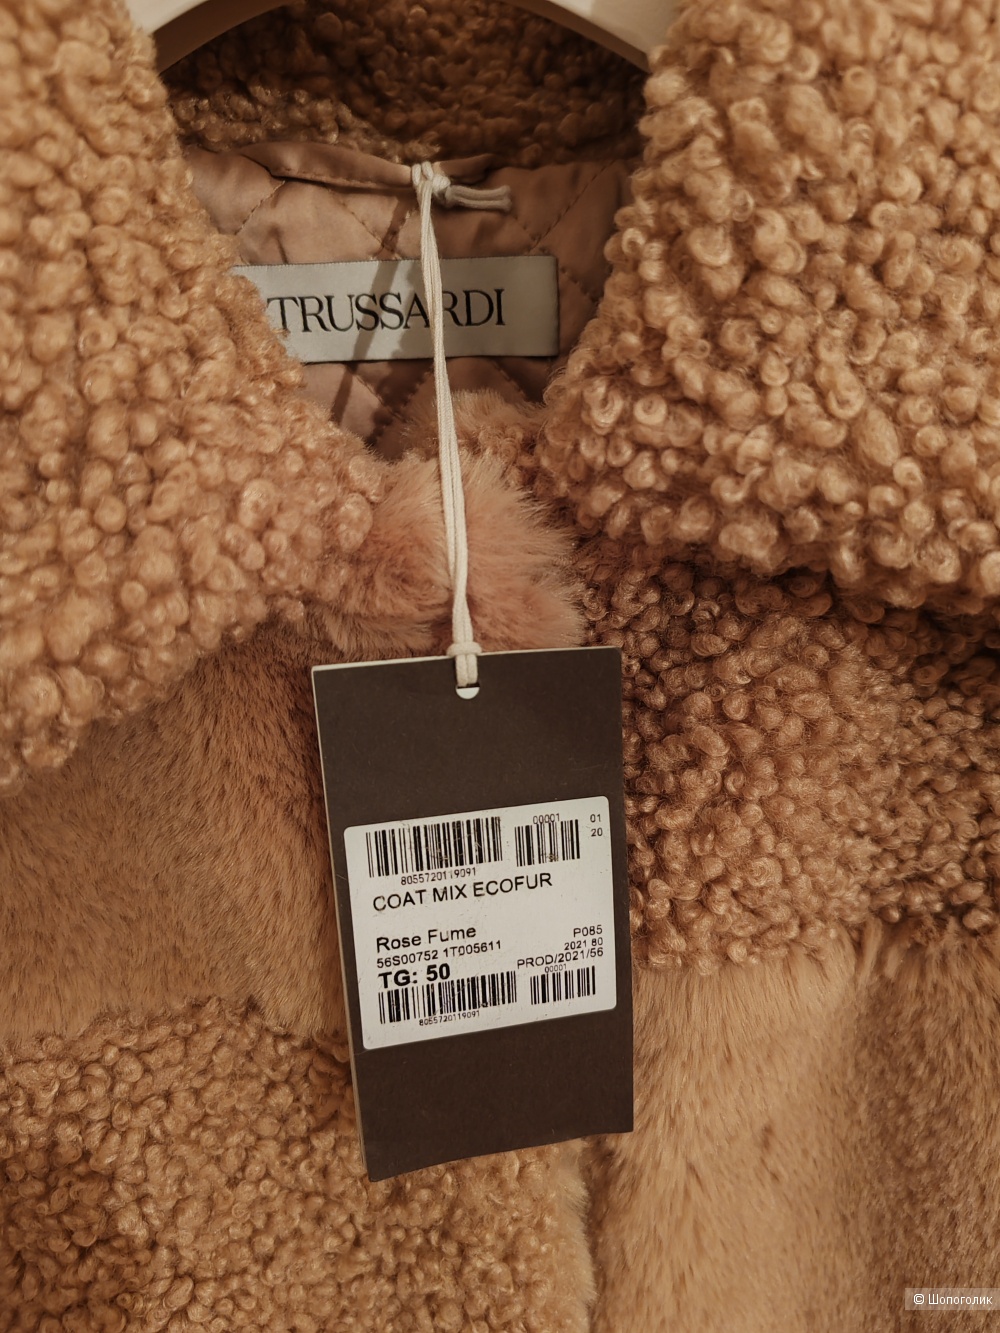 TRUSSARDI
00001
01
20
8055720119091
COAT MIX ECOFUR
Rose Fume
P085
56S00752 1T005611
2021 80
TG: 50
PROD/2021/56
00001
8055720119091
© Шопоголик